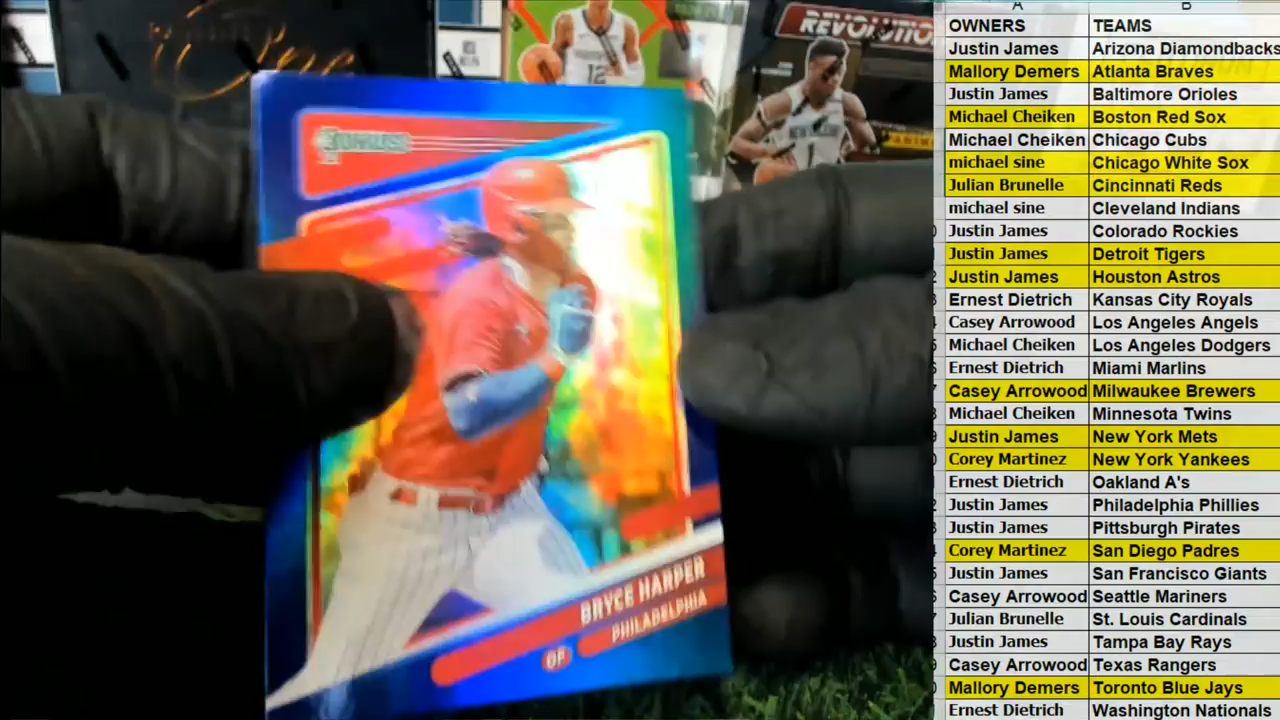 One
REVOLUTION
12
NEW
1
PANINI
DONRUSS
BRYCE HARPER
PHILADELPHIA
OF
A B
OWNERS TEAMS
Justin James Arizona Diamondbacks
Mallory Demers Atlanta Braves
Justin James Baltimore Orioles
Michael Cheiken Boston Red Sox
Michael Cheiken Chicago Cubs
michael sine Chicago White Sox
Julian Brunelle Cincinnati Reds
michael sine Cleveland Indians
Justin James Colorado Rockies
Justin James Detroit Tigers
Justin James Houston Astros
Ernest Dietrich Kansas City Royals
Casey Arrowood Los Angeles Angels
Michael Cheiken Los Angeles Dodgers
Ernest Dietrich Miami Marlins
Casey Arrowood Milwaukee Brewers
Michael Cheiken Minnesota Twins
Justin James New York Mets
Corey Martinez New York Yankees
Ernest Dietrich Oakland A's
Justin James Philadelphia Phillies
Justin James Pittsburgh Pirates
Corey Martinez San Diego Padres
Justin James San Francisco Giants
Casey Arrowood Seattle Mariners
Julian Brunelle St. Louis Cardinals
Justin James Tampa Bay Rays
Casey Arrowood Texas Rangers
Mallory Demers Toronto Blue Jays
Ernest Dietrich Washington Nationals